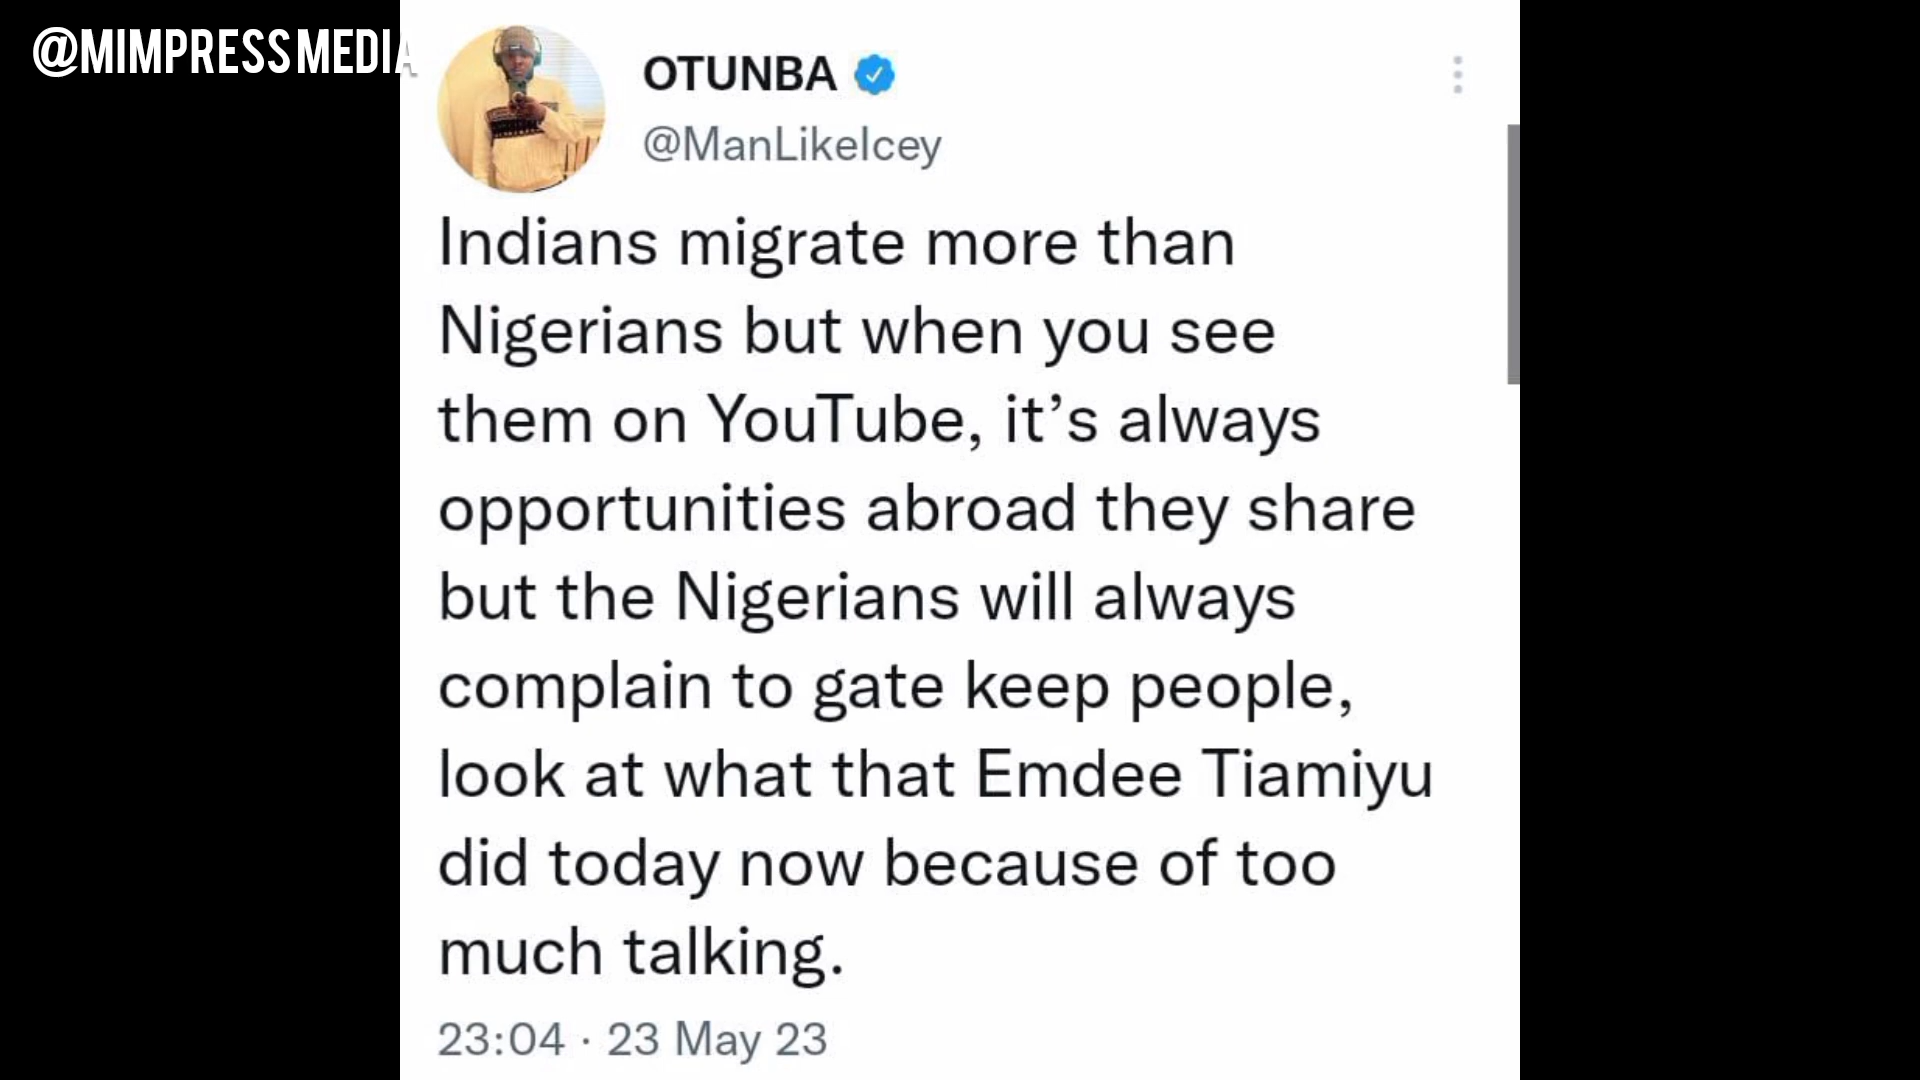 @MIMPRESSMEDIA
OTUNBA
@ManLikeIcey
Indians migrate more than
Nigerians but when you see
them on YouTube, it’s always
opportunities abroad they share
but the Nigerians will always
complain to gate keep people,
look at what that Emdee Tiamiyu
did today now because of too
much talking.
23:04 · 23 May 23